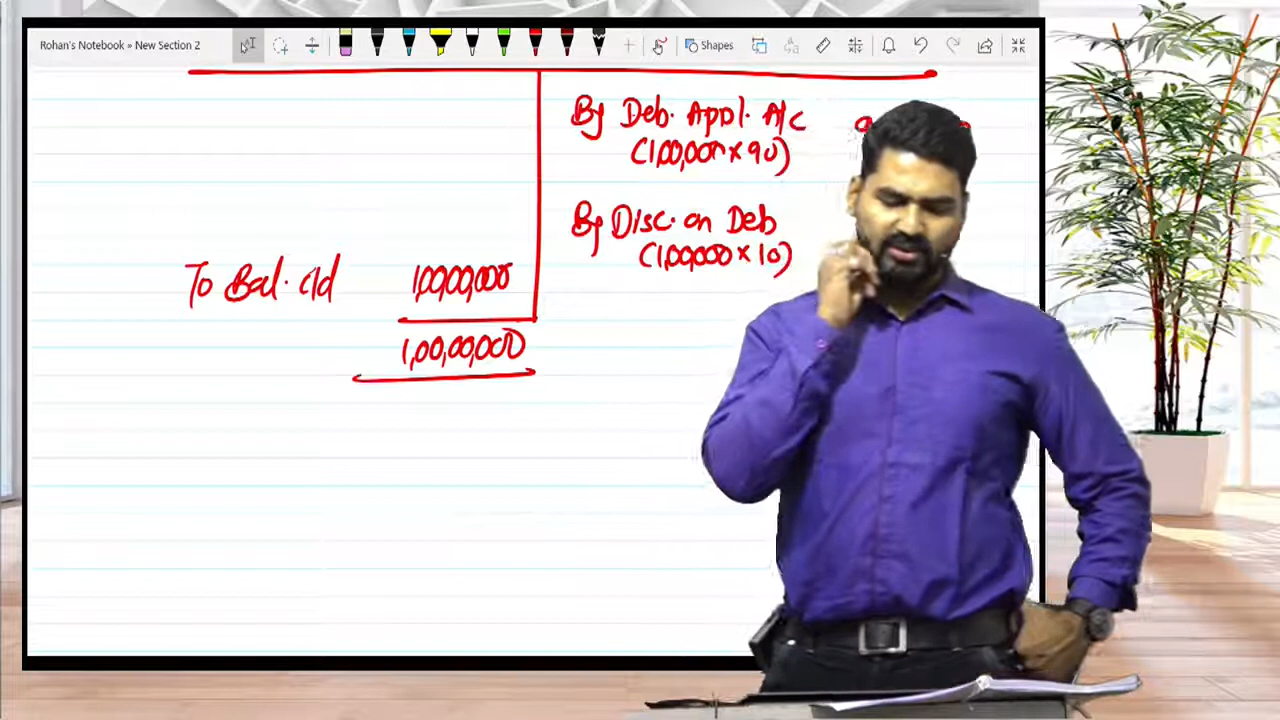 Rohan's Notebook » New Section 2
Shapes
By Deb. Appl. A/c
(1,00,000 x 90)
By Disc. on Deb
(1,00,000 x 10)
To Bal. c/d 1,00,00,000
1,00,00,000